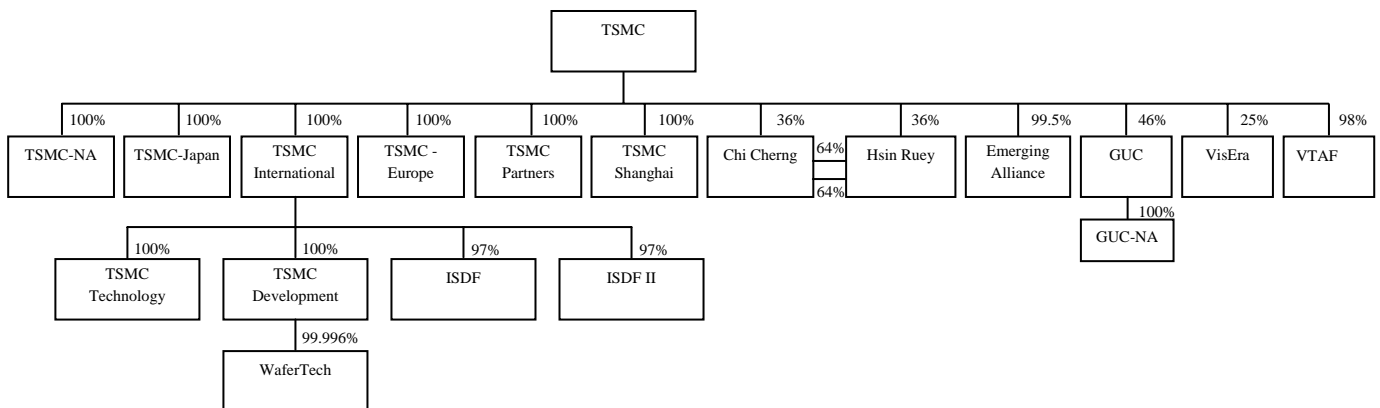 TSMC
100%
100%
100%
100%
100%
100%
36%
36%
99.5%
46%
25%
98%
TSMC-NA
TSMC-Japan
TSMC
International
TSMC -
Europe
TSMC
Partners
TSMC
Shanghai
Chi Cherng
64%
64%
Hsin Ruey
Emerging
Alliance
GUC
VisEra
VTAF
100%
GUC-NA
100%
100%
97%
97%
TSMC
Technology
TSMC
Development
ISDF
ISDF II
99.996%
WaferTech